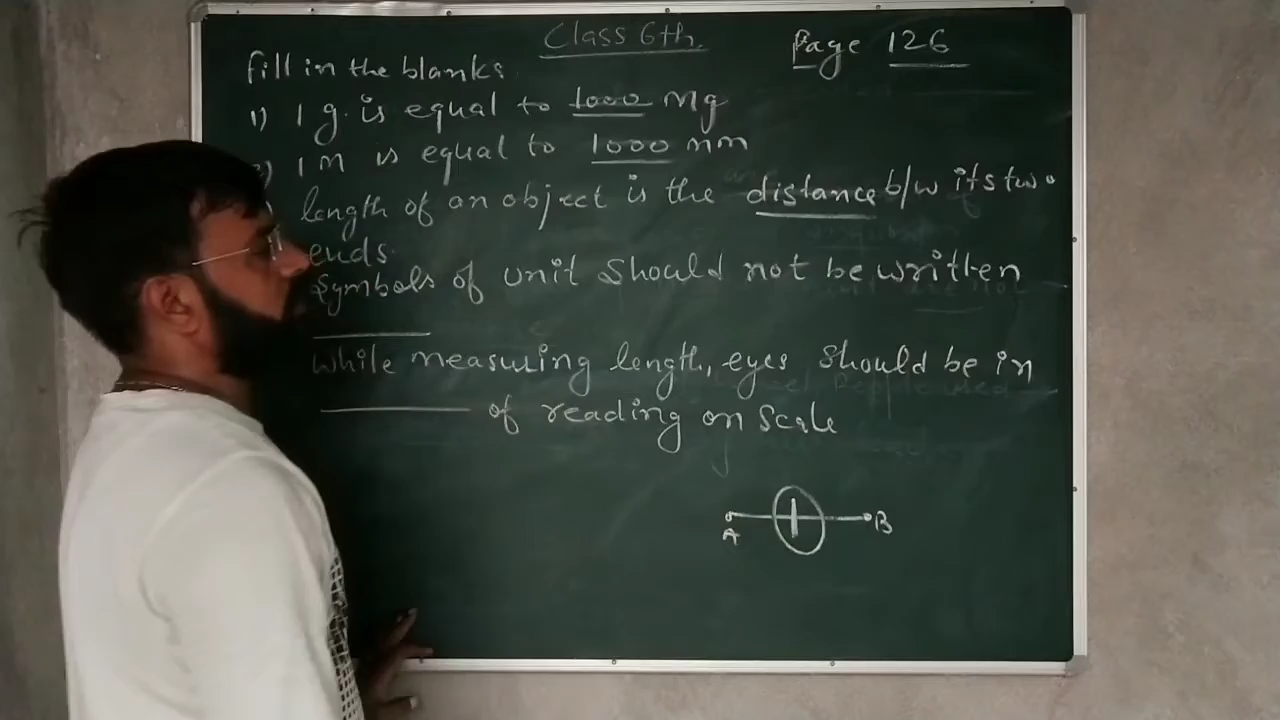 Class 6th.
Page 126
fill in the blanks
1) 1 g. is equal to 1000 Mg
1 M is equal to 1000 mm
length of an object is the distance b/w its two
ends.
Symbols of unit should not be written
while measuring length, eyes should be in
of reading on Scale
A B